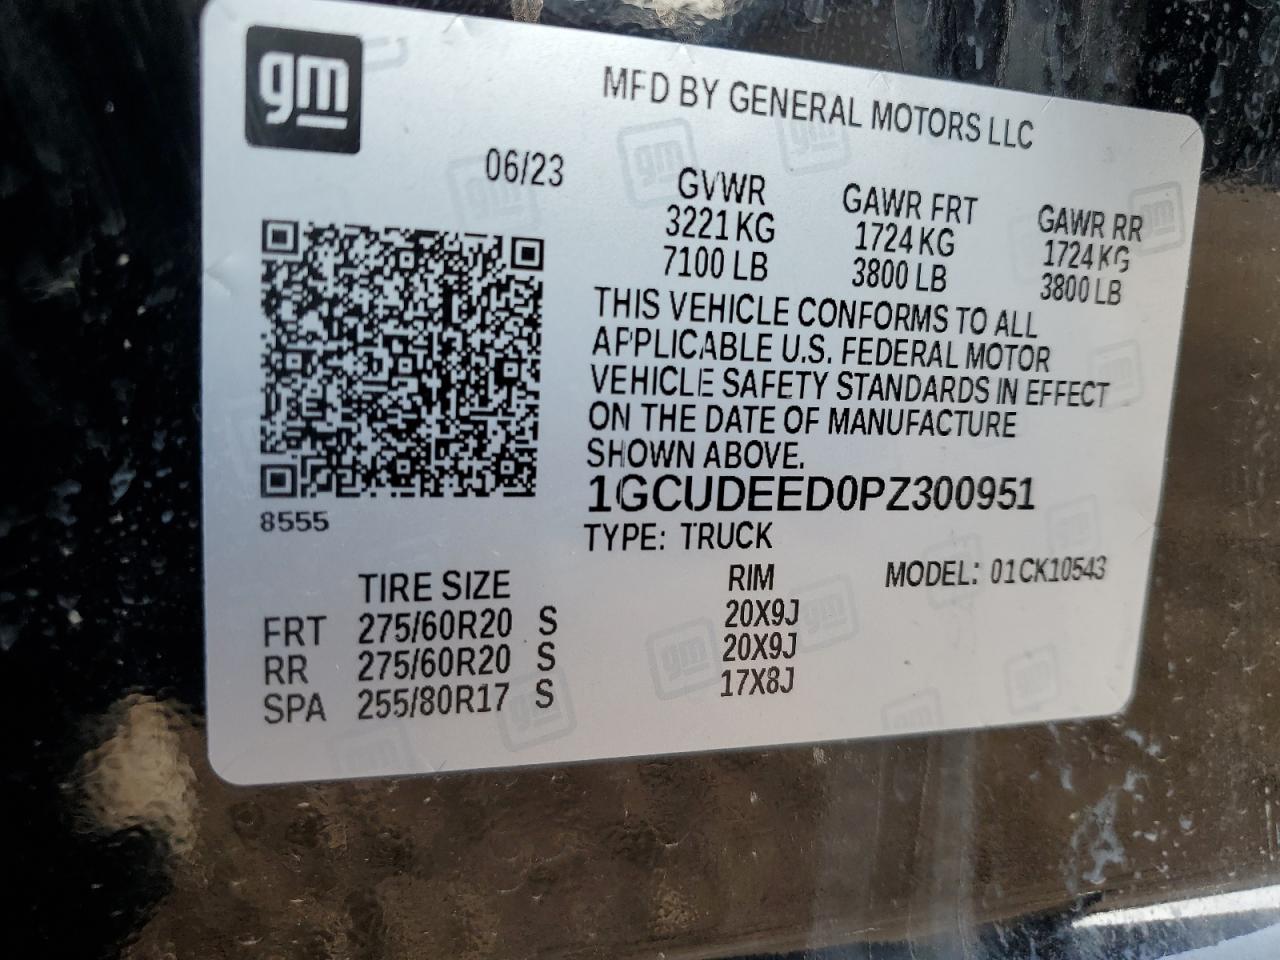 gm
MFD BY GENERAL MOTORS LLC
06/23
GVWR GAWR FRT GAWR RR
3221 KG 1724 KG 1724 KG
7100 LB 3800 LB 3800 LB
THIS VEHICLE CONFORMS TO ALL
APPLICABLE U.S. FEDERAL MOTOR
VEHICLE SAFETY STANDARDS IN EFFECT
ON THE DATE OF MANUFACTURE
SHOWN ABOVE.
1GCUDEED0PZ300951
8555
TYPE: TRUCK
TIRE SIZE RIM MODEL: 01CK10543
FRT 275/60R20 S 20X9J
RR 275/60R20 S 20X9J
SPA 255/80R17 S 17X8J